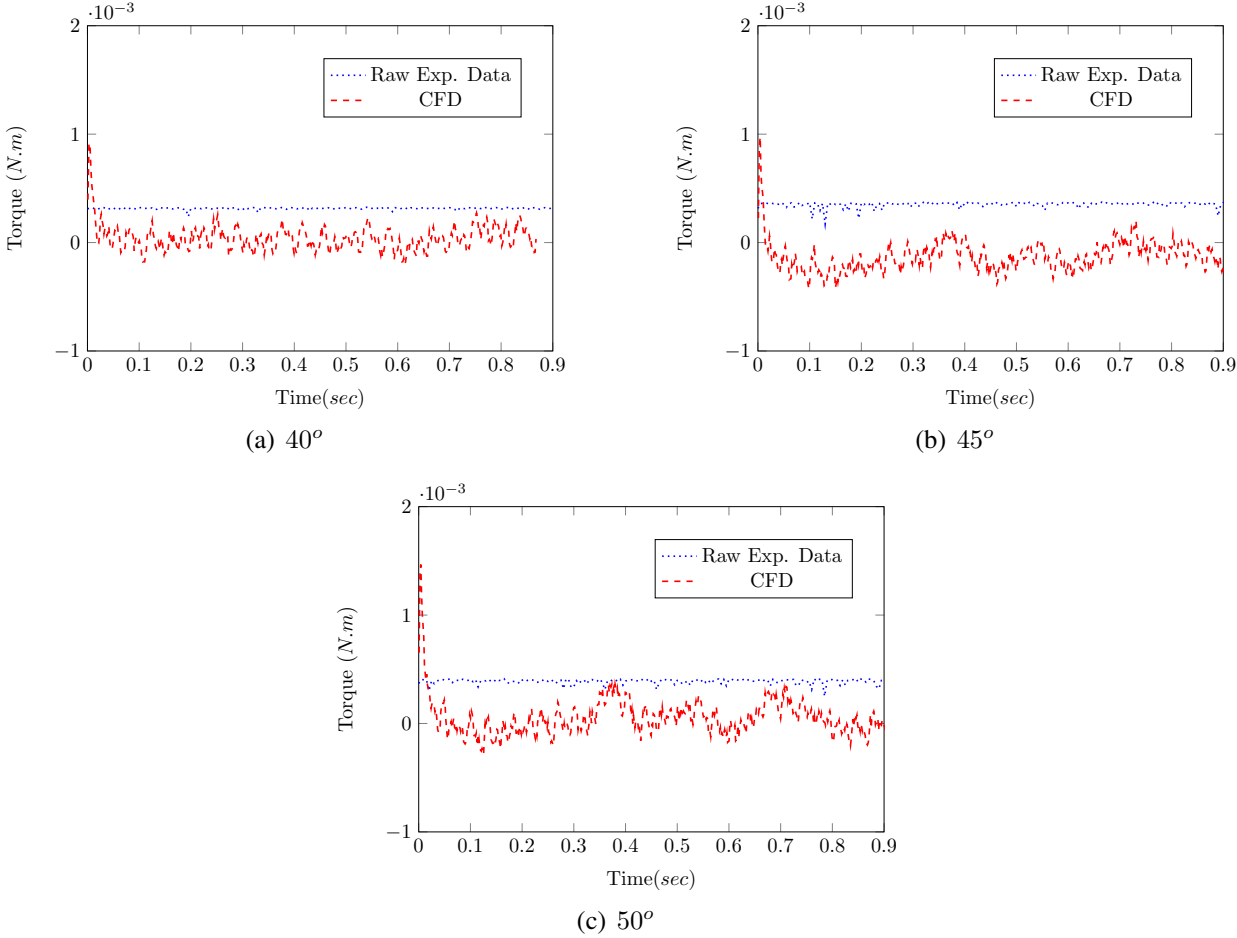 ·10⁻³
2
1
0
−1
Torque (N.m)
Raw Exp. Data
CFD
0 0.1 0.2 0.3 0.4 0.5 0.6 0.7 0.8 0.9
Time(sec)
(a) 40ᵒ
·10⁻³
2
1
0
−1
Torque (N.m)
Raw Exp. Data
CFD
0 0.1 0.2 0.3 0.4 0.5 0.6 0.7 0.8 0.9
Time(sec)
(b) 45ᵒ
·10⁻³
2
1
0
−1
Torque (N.m)
Raw Exp. Data
CFD
0 0.1 0.2 0.3 0.4 0.5 0.6 0.7 0.8 0.9
Time(sec)
(c) 50ᵒ